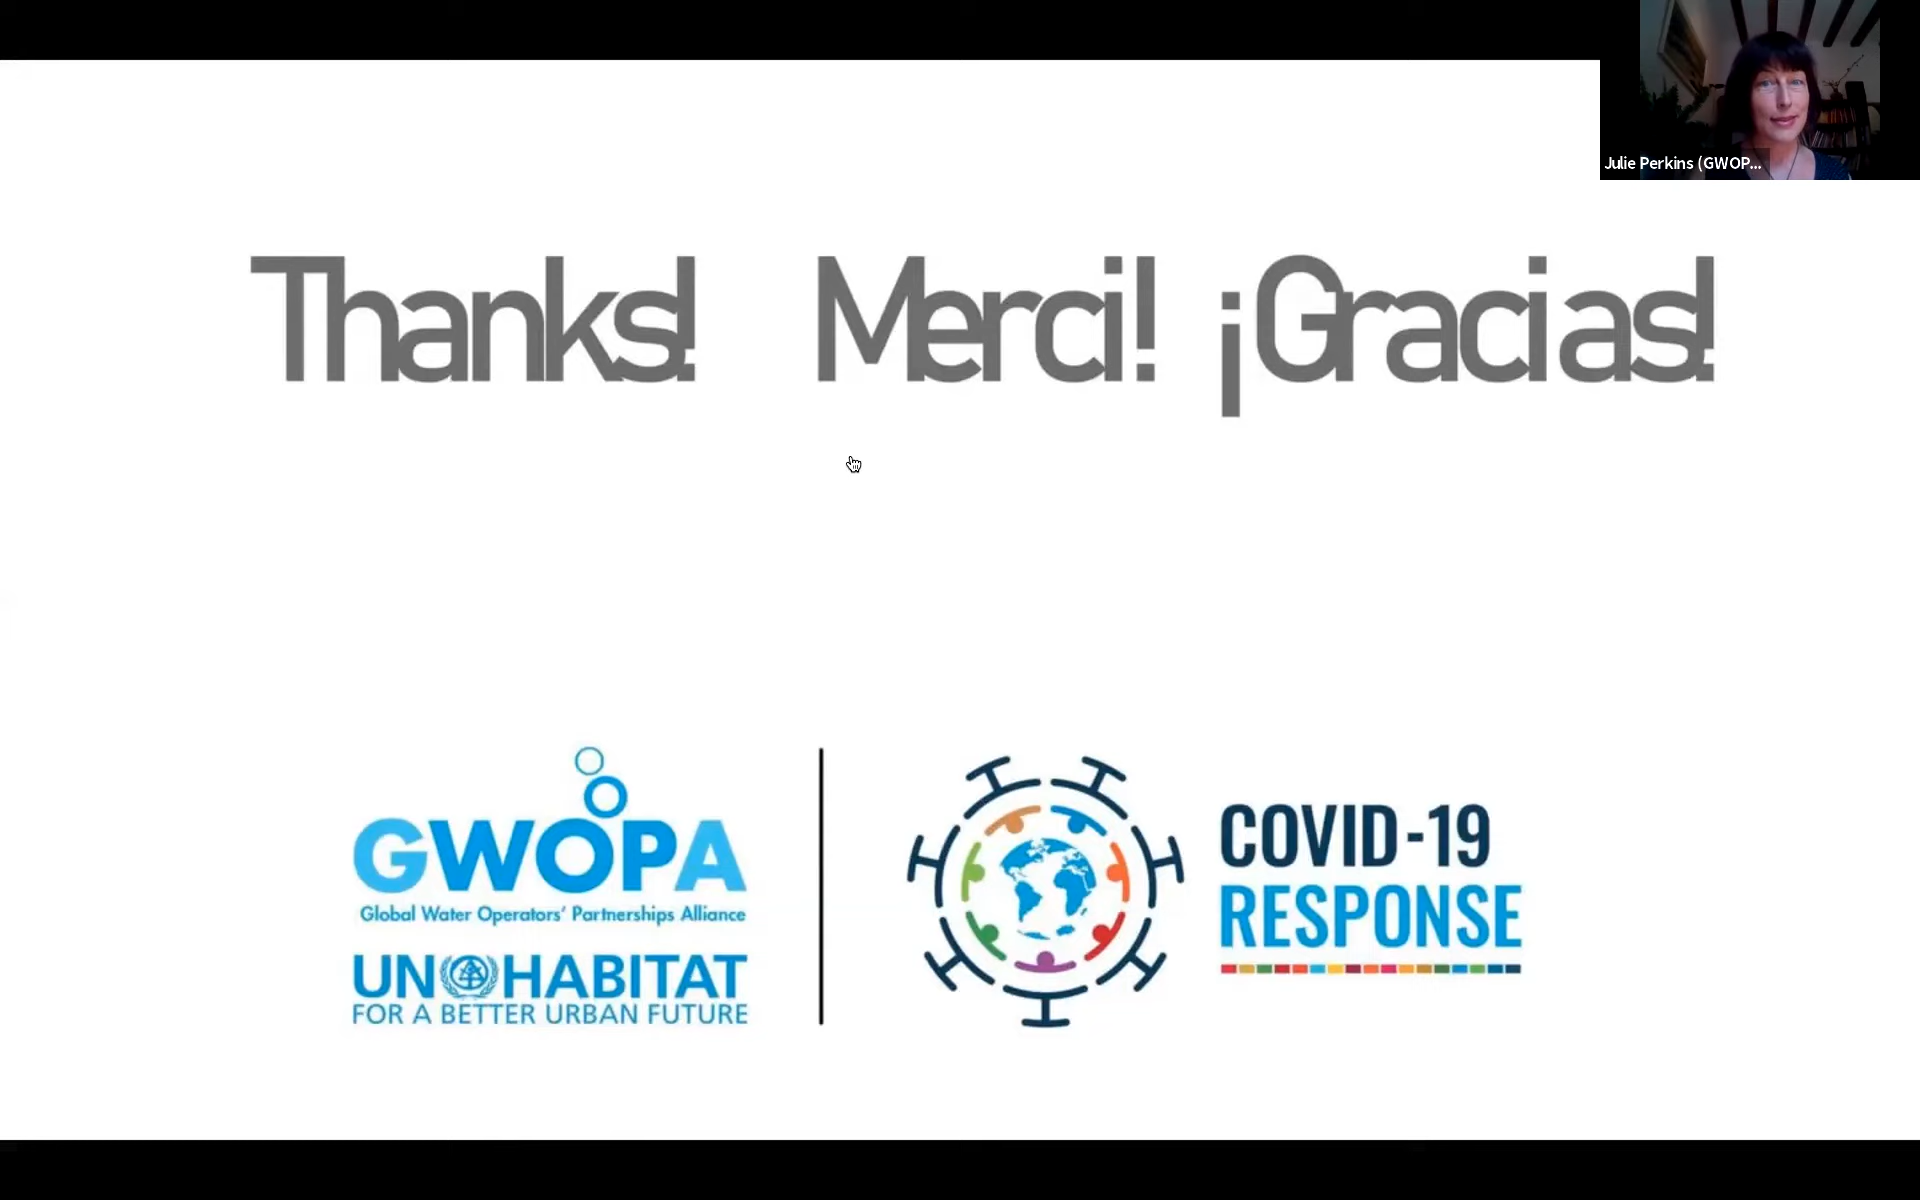 Julie Perkins (GWOP...
Thanks! Merci! ¡Gracias!
GWOPA
Global Water Operators' Partnerships Alliance
UN HABITAT
FOR A BETTER URBAN FUTURE
COVID-19
RESPONSE